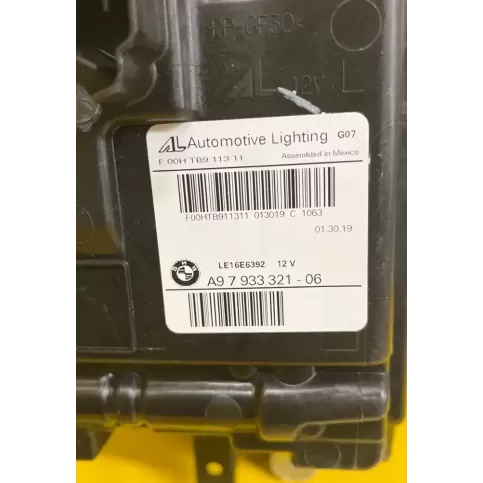 >PP-GF30<
AL 12V L
AL Automotive Lighting G07
F 00H TB9 113 11 Assembled in Mexico
F00HTB911311 013019 C 1063
01.30.19
LE16E6392 12 V
A9 7 933 321 - 06